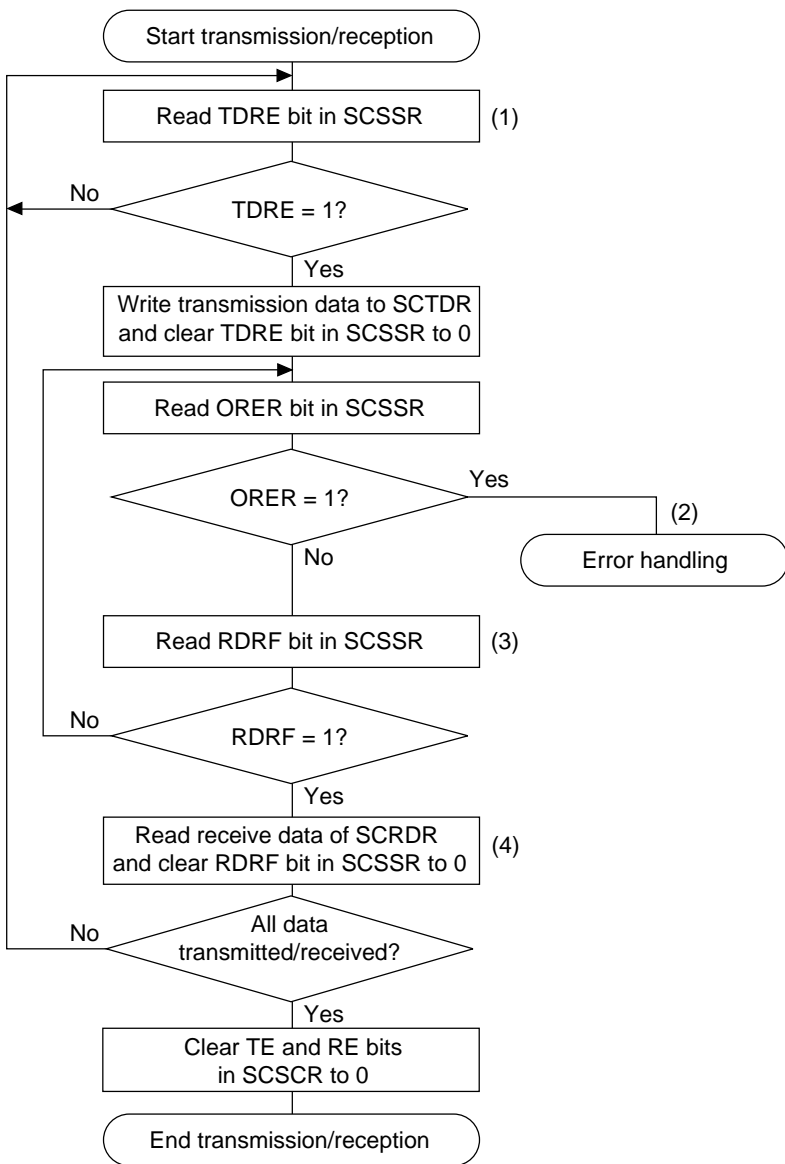 Start transmission/reception
Read TDRE bit in SCSSR
(1)
No
TDRE = 1?
Yes
Write transmission data to SCTDR
and clear TDRE bit in SCSSR to 0
Read ORER bit in SCSSR
Yes
ORER = 1?
(2)
No
Error handling
Read RDRF bit in SCSSR
(3)
No
RDRF = 1?
Yes
Read receive data of SCRDR
and clear RDRF bit in SCSSR to 0
(4)
All data
transmitted/received?
No
Yes
Clear TE and RE bits
in SCSCR to 0
End transmission/reception